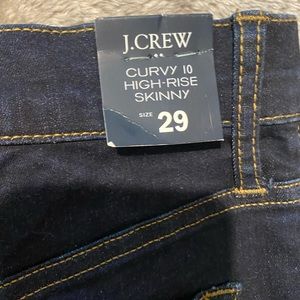 J.CREW
CURVY 10
HIGH-RISE
SKINNY
SIZE 29